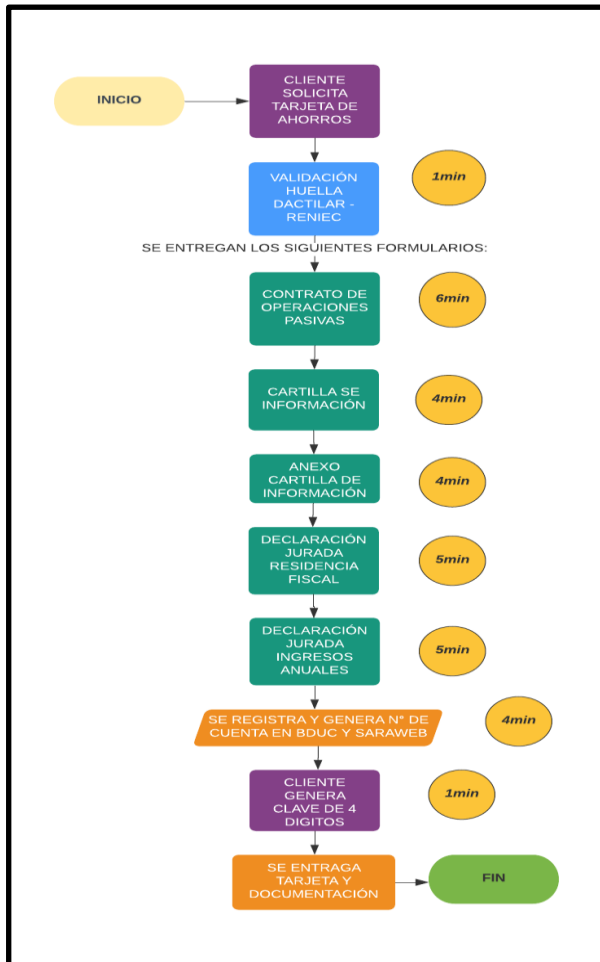 INICIO
CLIENTE
SOLICITA
TARJETA DE
AHORROS
VALIDACIÓN
HUELLA
DACTILAR -
RENIEC
1min
SE ENTREGAN LOS SIGUIENTES FORMULARIOS:
CONTRATO DE
OPERACIONES
PASIVAS
6min
CARTILLA SE
INFORMACIÓN
4min
ANEXO
CARTILLA DE
INFORMACIÓN
4min
DECLARACIÓN
JURADA
RESIDENCIA
FISCAL
5min
DECLARACIÓN
JURADA
INGRESOS
ANUALES
5min
SE REGISTRA Y GENERA N° DE
CUENTA EN BDUC Y SARAWEB
4min
CLIENTE
GENERA
CLAVE DE 4
DIGITOS
1min
SE ENTRAGA
TARJETA Y
DOCUMENTACIÓN
FIN